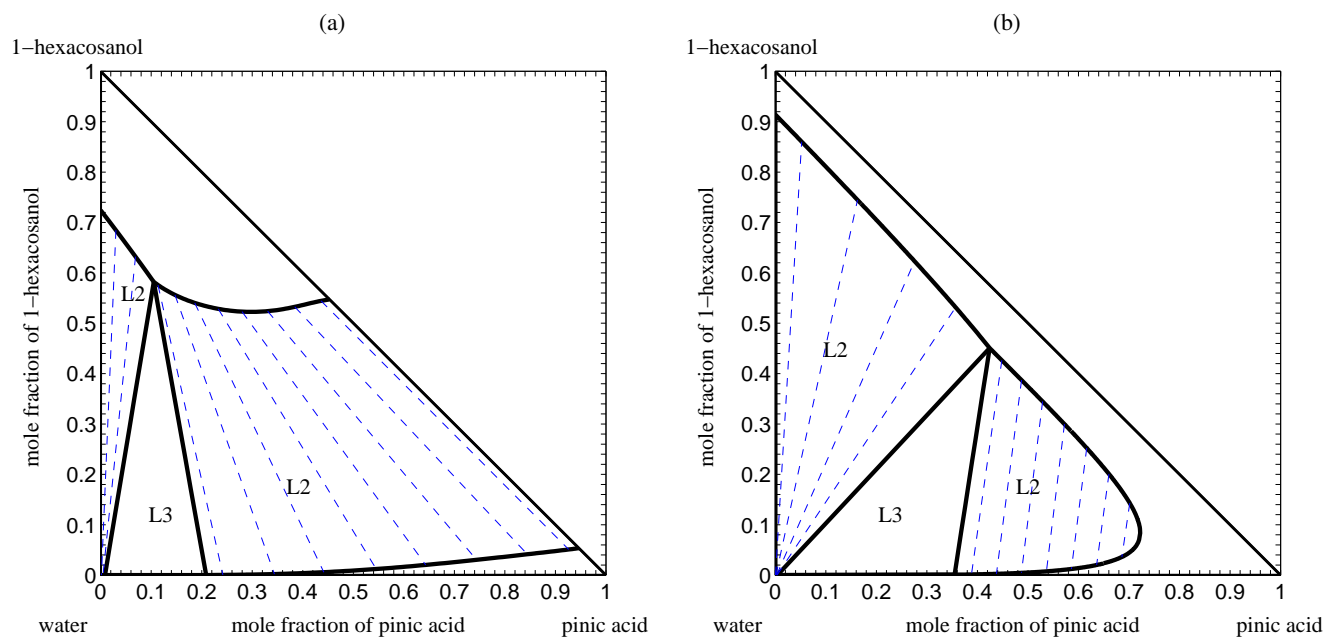 (a)
1−hexacosanol
1
0.9
0.8
0.7
0.6
0.5
0.4
0.3
0.2
0.1
0
mole fraction of 1−hexacosanol
L2
L3
L2
0 0.1 0.2 0.3 0.4 0.5 0.6 0.7 0.8 0.9 1
water mole fraction of pinic acid pinic acid
(b)
1−hexacosanol
1
0.9
0.8
0.7
0.6
0.5
0.4
0.3
0.2
0.1
0
mole fraction of 1−hexacosanol
L2
L2
L3
0 0.1 0.2 0.3 0.4 0.5 0.6 0.7 0.8 0.9 1
water mole fraction of pinic acid pinic acid